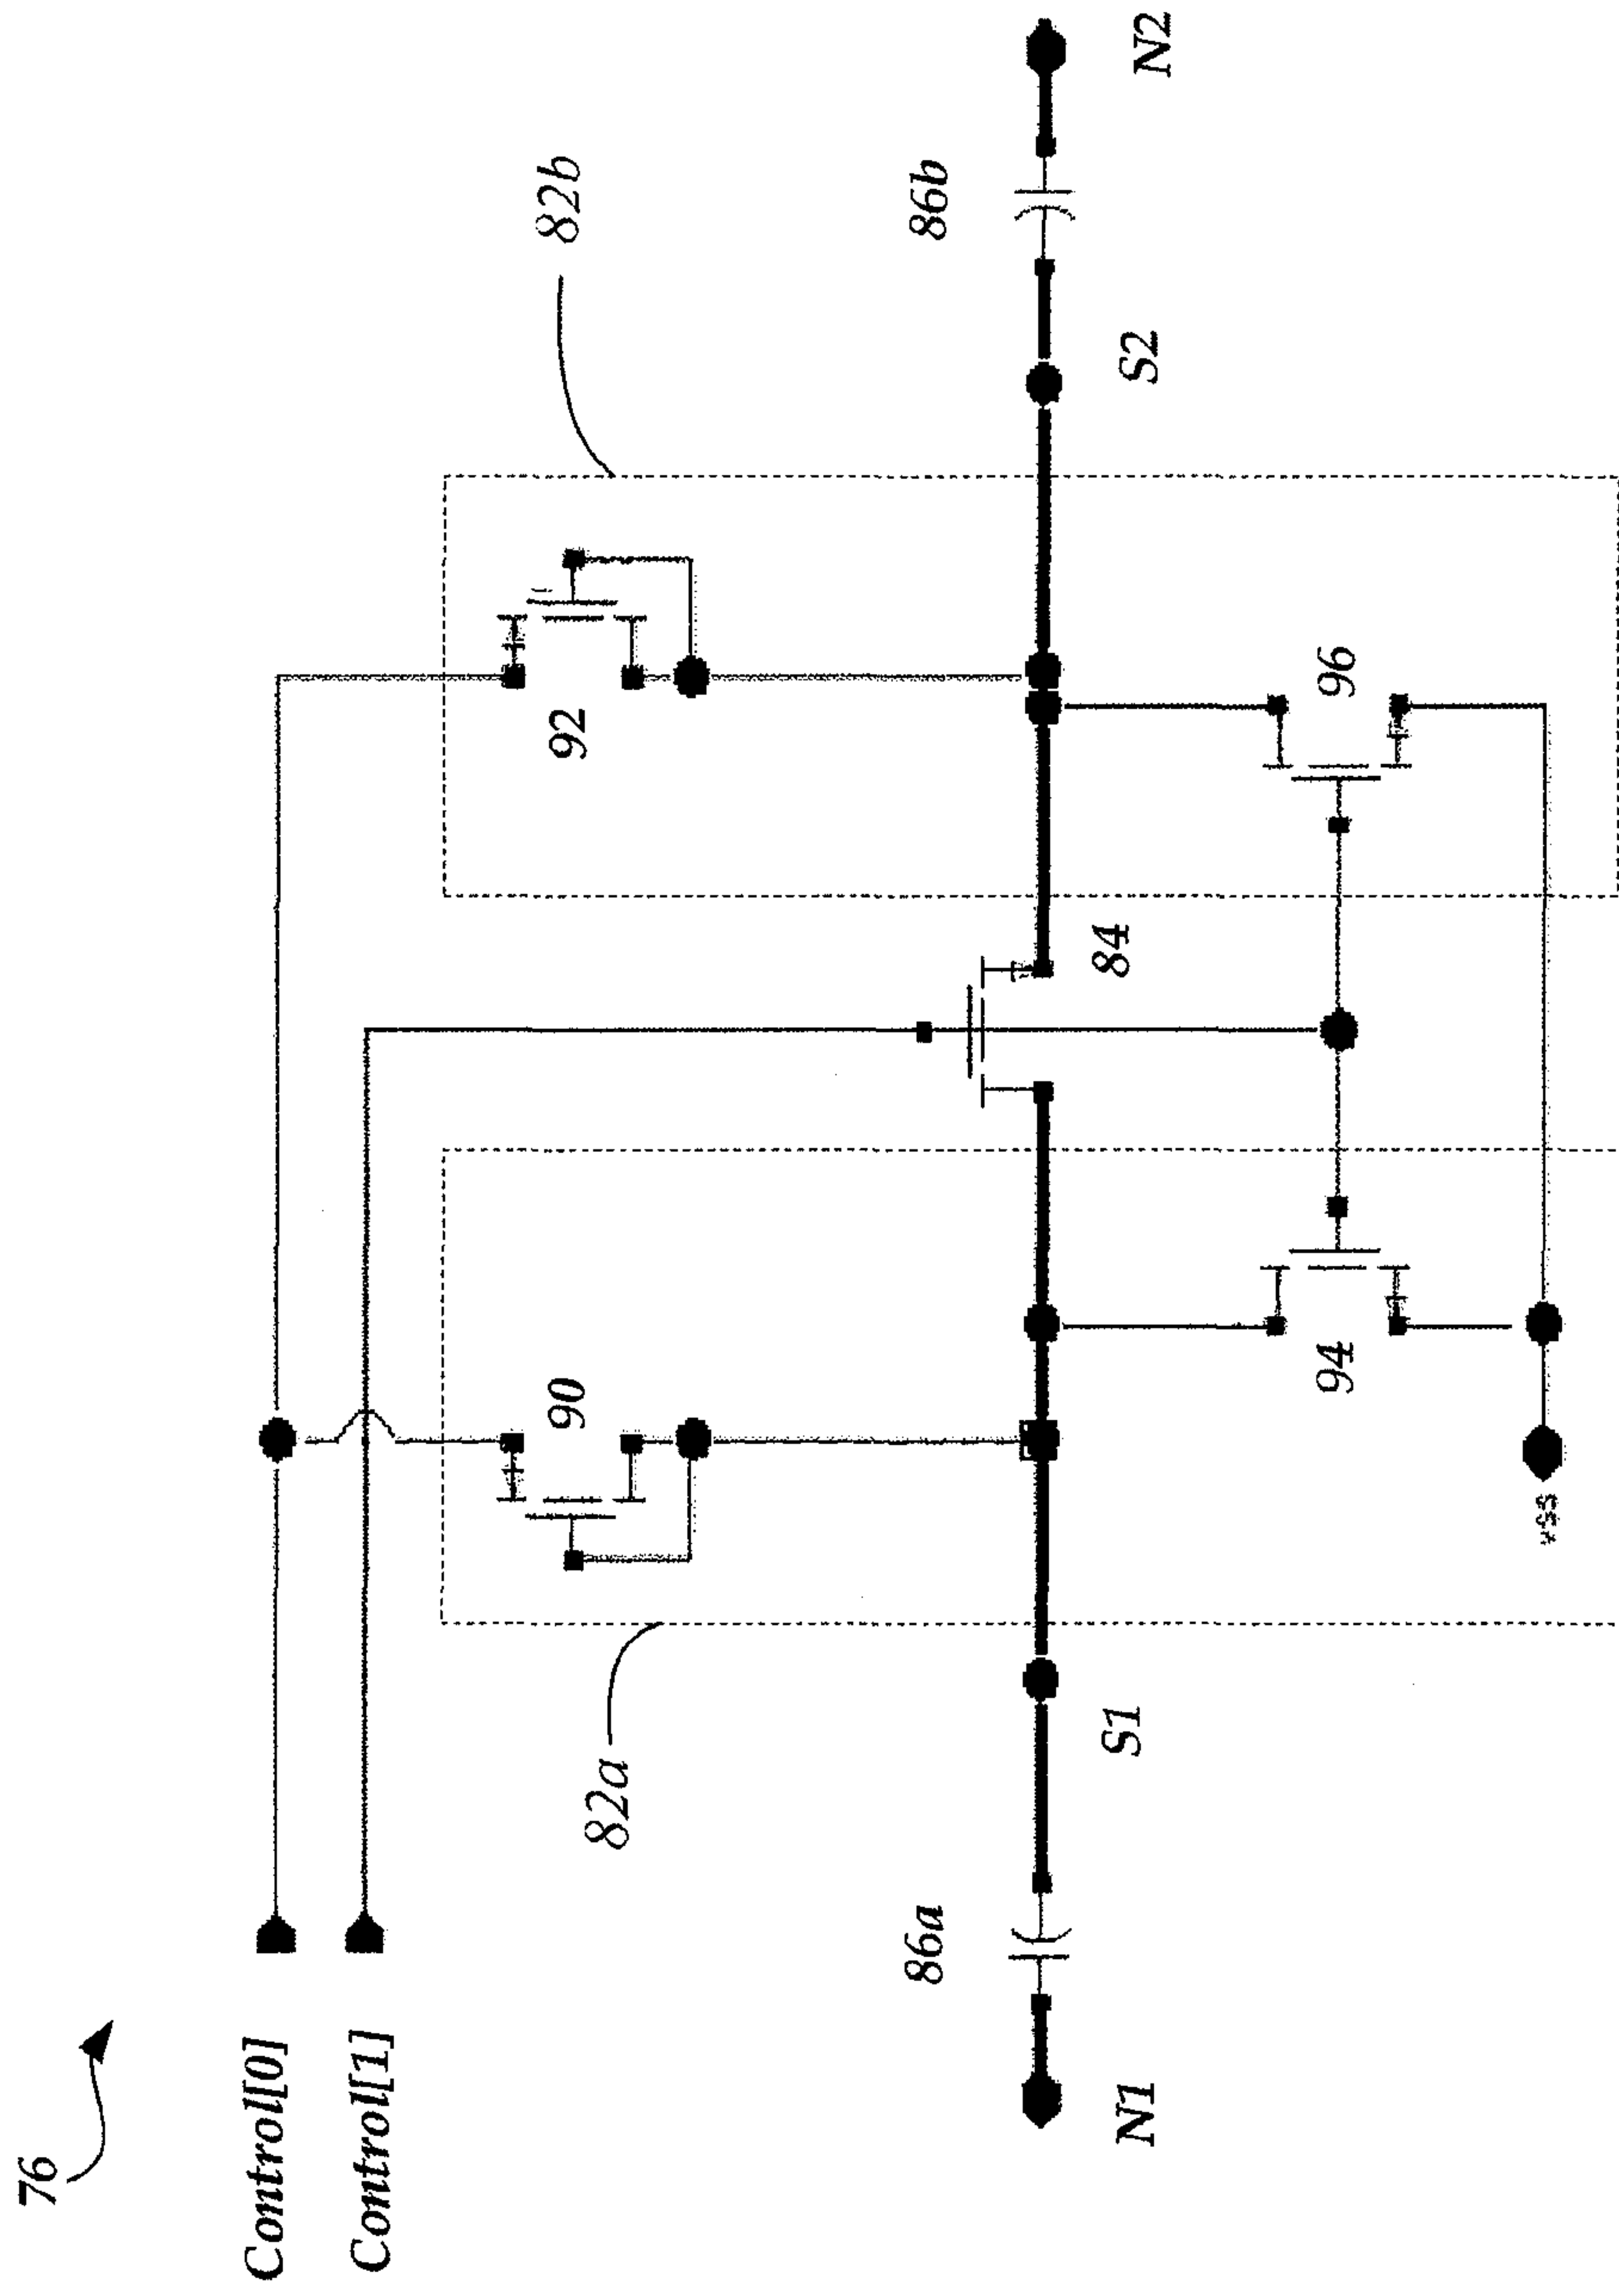 76
Control[0]
Control[1]
82a
82b
90
92
86a
86b
84
N1
S1
S2
N2
94
96
vss